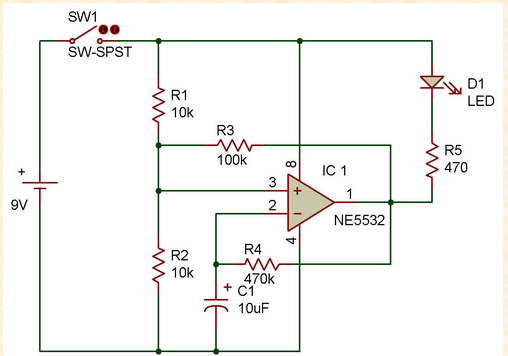 SW1
SW-SPST
R1
10k
D1
LED
R3
100k
R5
470
8
IC 1
+
9V
3
+
1
2
−
NE5532
4
R2
10k
R4
470k
+
C1
10uF